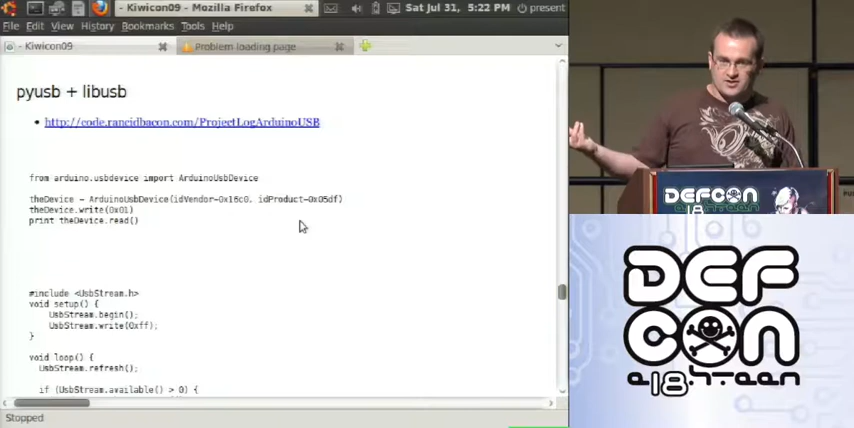 - Kiwicon09 - Mozilla Firefox
Sat Jul 31, 5:22 PM
present
File Edit View History Bookmarks Tools Help
- Kiwicon09
Problem loading page
pyusb + libusb
http://code.rancidbacon.com/ProjectLogArduinoUSB
from arduino.usbdevice import ArduinoUsbDevice
theDevice = ArduinoUsbDevice(idVendor=0x16c0, idProduct=0x05df)
theDevice.write(0x01)
print theDevice.read()
#include <UsbStream.h>
void setup() {
UsbStream.begin();
UsbStream.write(0xff);
}
void loop() {
UsbStream.refresh();
if (UsbStream.available() > 0) {
Stopped
DEFCON
18
DEF
CON
e18h.teen